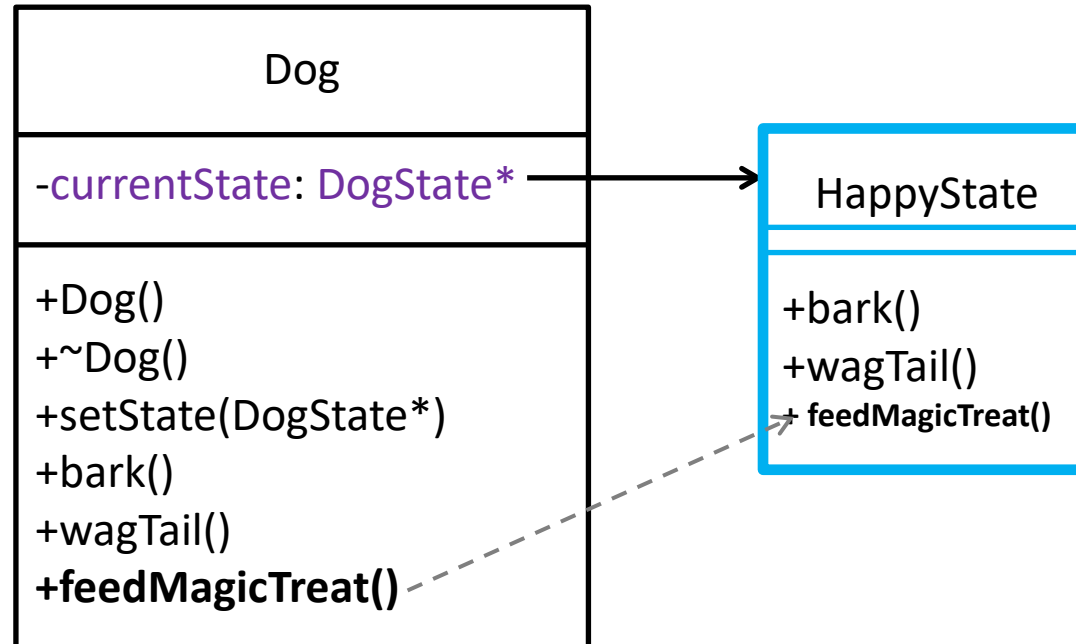 Dog
-currentState: DogState*
+Dog()
+~Dog()
+setState(DogState*)
+bark()
+wagTail()
+feedMagicTreat()
HappyState
+bark()
+wagTail()
+ feedMagicTreat()